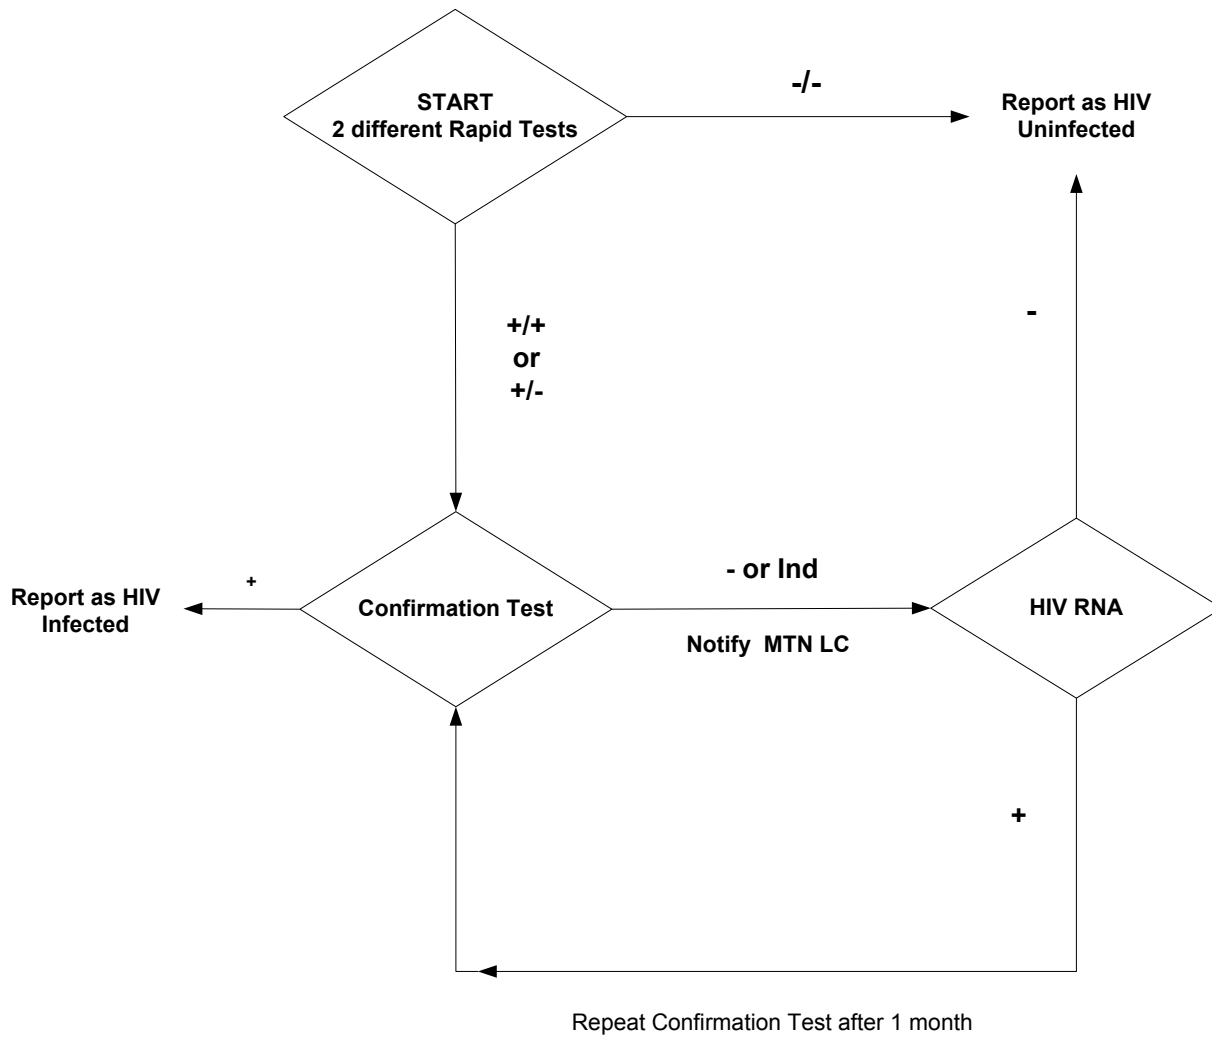 START
2 different Rapid Tests
-/-
Report as HIV
Uninfected
+/+
or
+/-
-
Report as HIV
Infected
+
Confirmation Test
- or Ind
Notify MTN LC
HIV RNA
+
Repeat Confirmation Test after 1 month